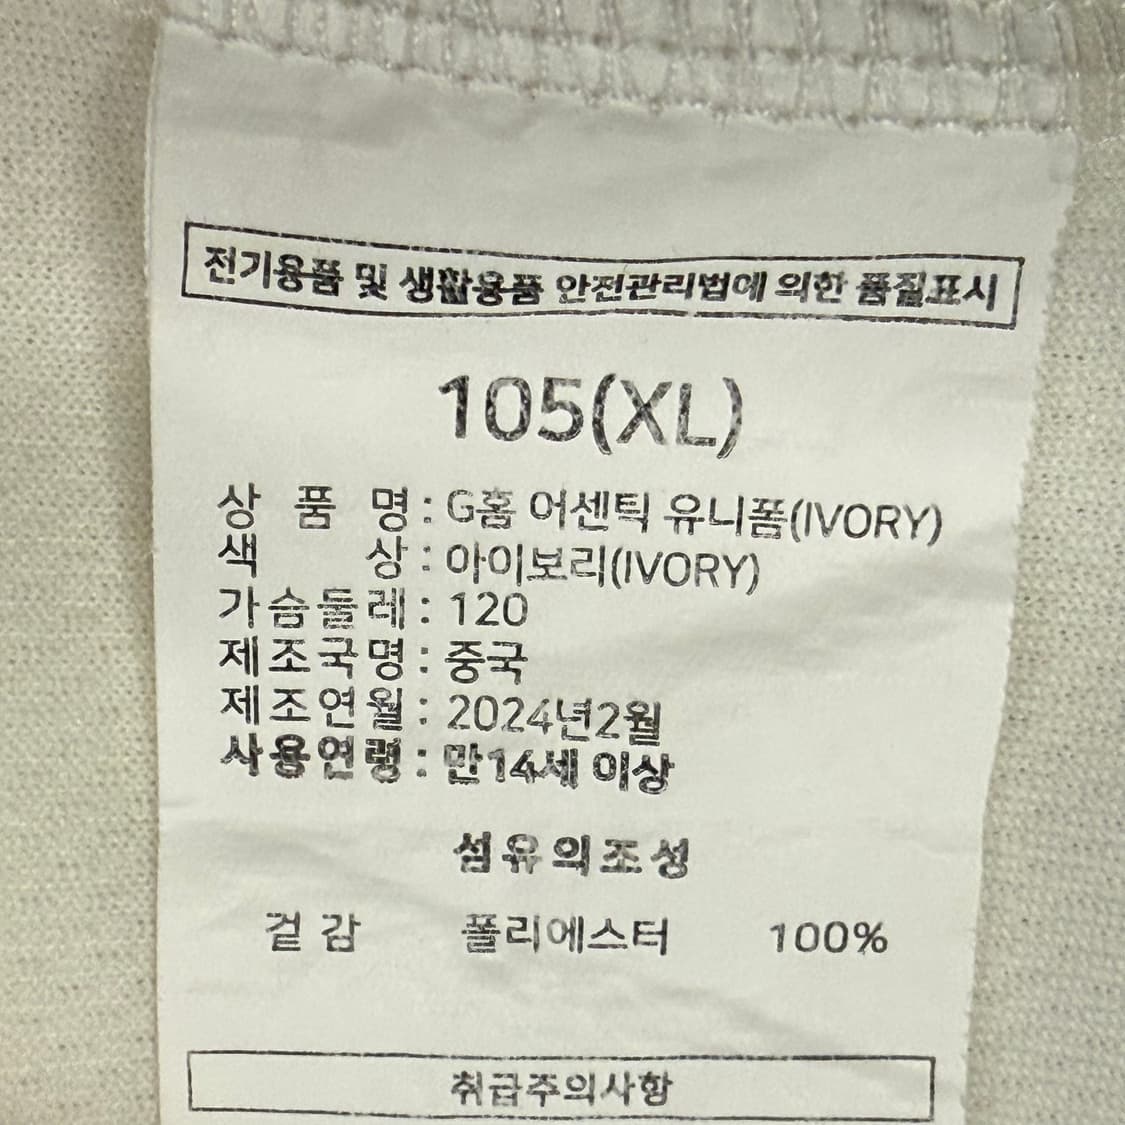 전기용품 및 생활용품 안전관리법에 의한 품질표시
105(XL)
상 품 명 : G홈 어센틱 유니폼(IVORY)
색 상 : 아이보리(IVORY)
가슴둘레 : 120
제조국명 : 중국
제조연월 : 2024년2월
사용연령 : 만14세 이상
섬유의조성
겉감 폴리에스터 100%
취급주의사항